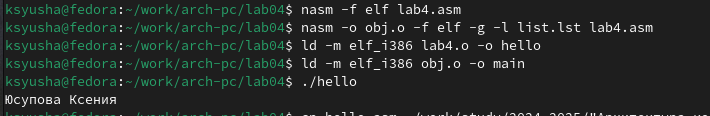 ksyusha@fedora:~/work/arch-pc/lab04$ nasm -f elf lab4.asm
ksyusha@fedora:~/work/arch-pc/lab04$ nasm -o obj.o -f elf -g -l list.lst lab4.asm
ksyusha@fedora:~/work/arch-pc/lab04$ ld -m elf_i386 lab4.o -o hello
ksyusha@fedora:~/work/arch-pc/lab04$ ld -m elf_i386 obj.o -o main
ksyusha@fedora:~/work/arch-pc/lab04$ ./hello
Юсупова Ксения